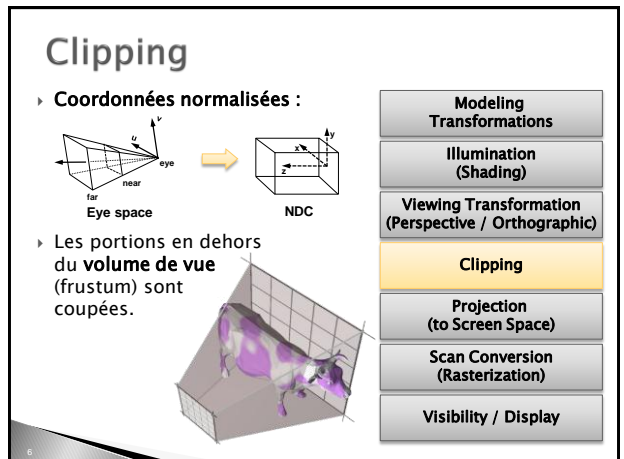 Clipping
Coordonnées normalisées :
v
u
eye
near
far
Eye space
y
x
z
NDC
Les portions en dehors
du volume de vue
(frustum) sont
coupées.
Modeling
Transformations
Illumination
(Shading)
Viewing Transformation
(Perspective / Orthographic)
Clipping
Projection
(to Screen Space)
Scan Conversion
(Rasterization)
Visibility / Display
6